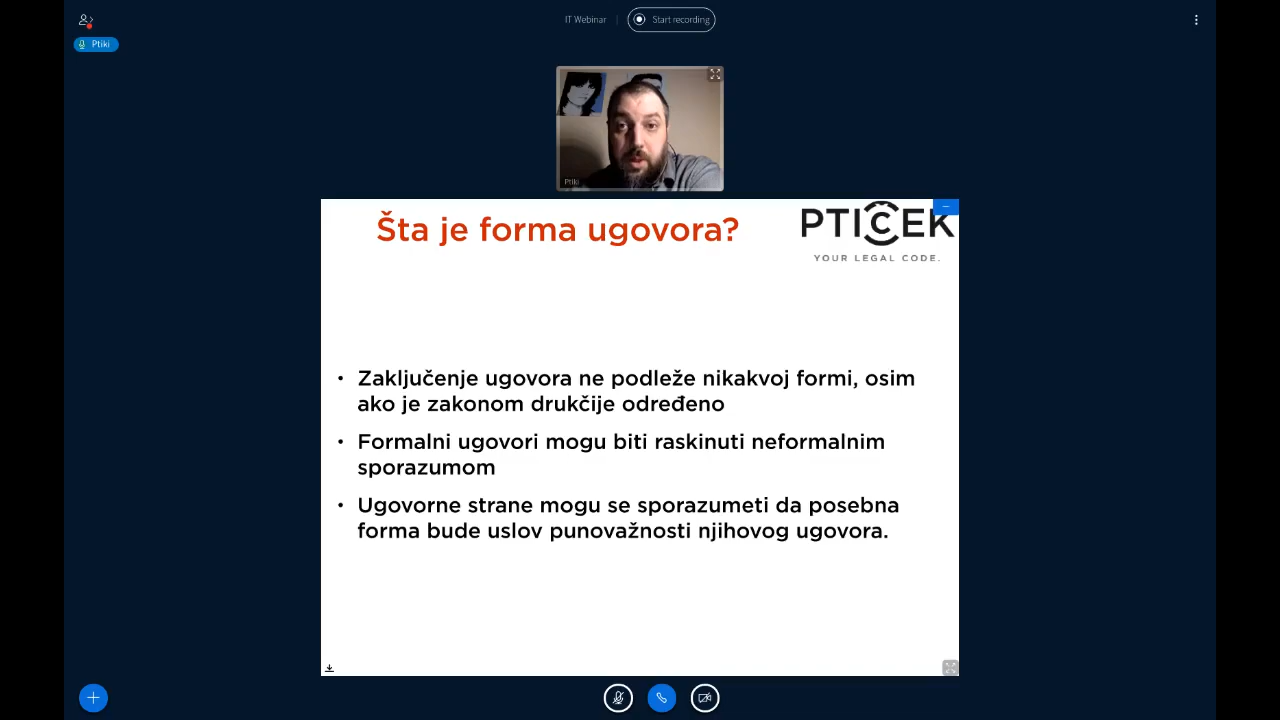 IT Webinar
Start recording
Ptiki
Ptiki
Šta je forma ugovora?
PTIČEK
YOUR LEGAL CODE.
• Zaključenje ugovora ne podleže nikakvoj formi, osim
ako je zakonom drukčije određeno
• Formalni ugovori mogu biti raskinuti neformalnim
sporazumom
• Ugovorne strane mogu se sporazumeti da posebna
forma bude uslov punovažnosti njihovog ugovora.